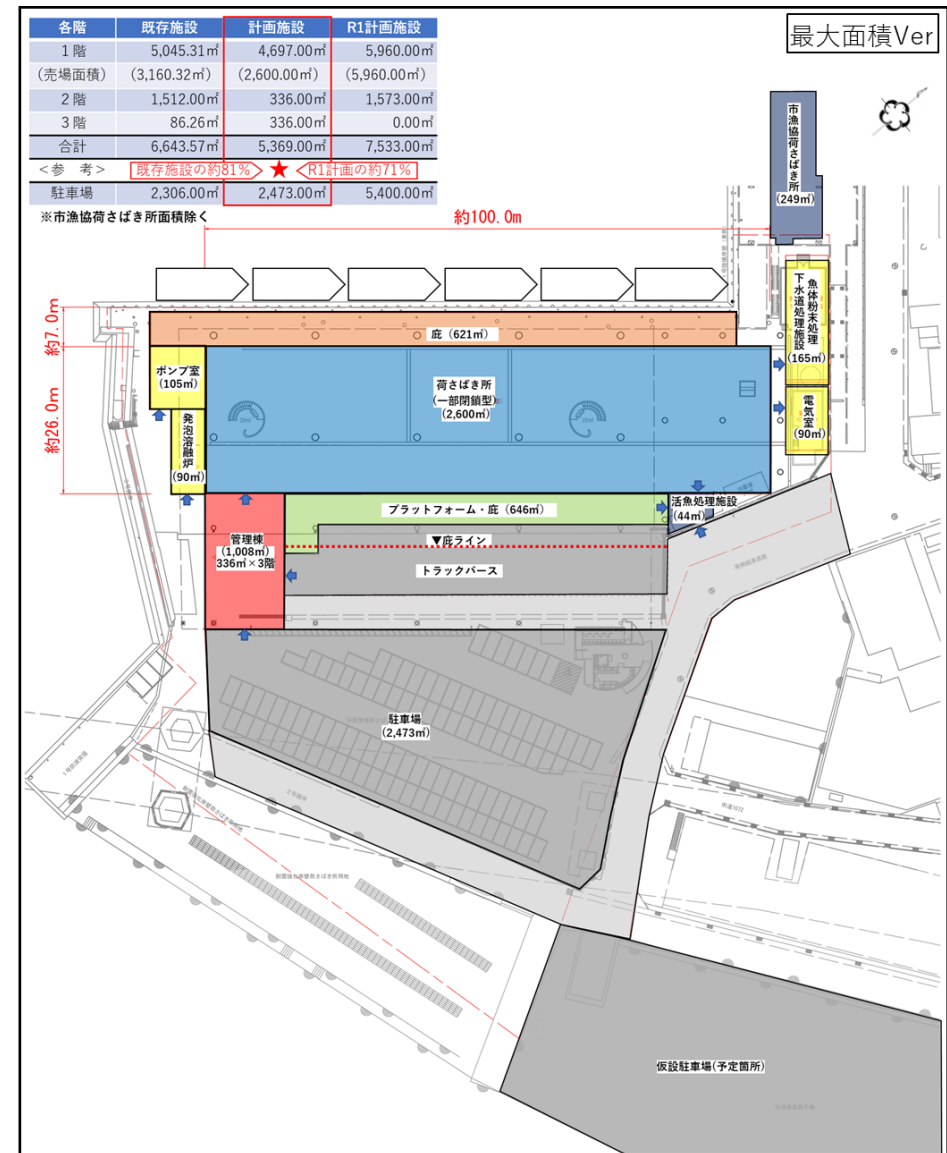 最大面積Ver
各階 既存施設 計画施設 R1計画施設
1階 5,045.31㎡ 4,697.00㎡ 5,960.00㎡
(売場面積) (3,160.32㎡) (2,600.00㎡) (5,960.00㎡)
2階 1,512.00㎡ 336.00㎡ 1,573.00㎡
3階 86.26㎡ 336.00㎡ 0.00㎡
合計 6,643.57㎡ 5,369.00㎡ 7,533.00㎡
<参 考> 既存施設の約81% ★ R1計画の約71%
駐車場 2,306.00㎡ 2,473.00㎡ 5,400.00㎡
※市漁協荷さばき所面積除く
約100.0m
市漁協荷さばき所
(249㎡)
約7.0m
庇（621㎡）
魚体粉末処理
下水道処理施設
(165㎡)
ポンプ室
(105㎡)
荷さばき所
(一部閉鎖型)
(2,600㎡)
約26.0m
電気室
(90㎡)
発泡溶融炉
(90㎡)
プラットフォーム・庇（646㎡）
活魚処理施設
(44㎡)
管理棟
(1,008㎡)
336㎡×3階
▼庇ライン
トラックバース
駐車場
(2,473㎡)
市道1072
仮設駐車場(予定箇所)